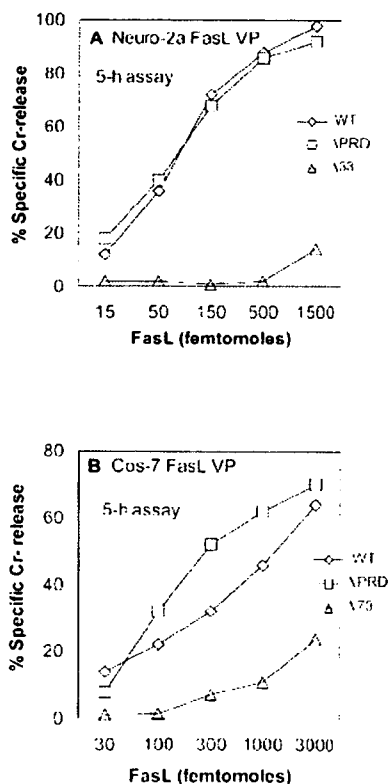 100
80
60
40
20
0
% Specific Cr-release
A Neuro-2a FasL VP
5-h assay
WT
ΔPRD
15 50 150 500 1500
FasL (femtomoles)
80
60
40
20
0
% Specific Cr- release
B Cos-7 FasL VP
5-h assay
WT
ΔPRD
30 100 300 1000 3000
FasL (femtomoles)